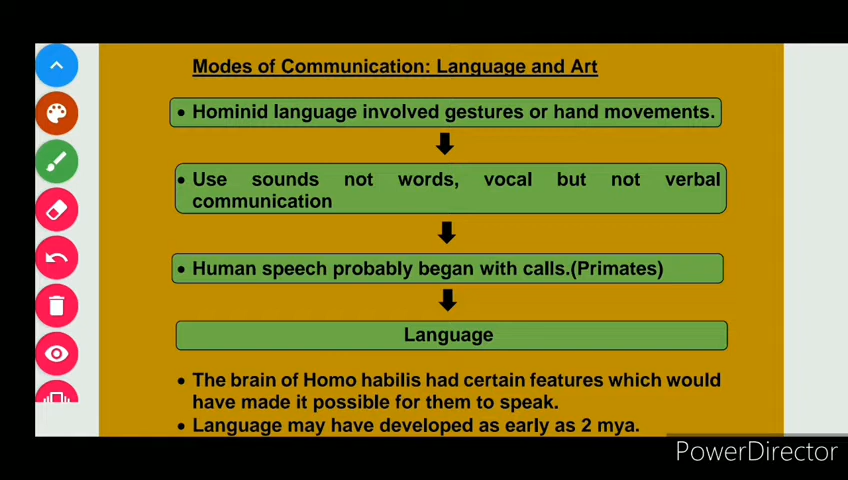 Modes of Communication: Language and Art
• Hominid language involved gestures or hand movements.
• Use sounds not words, vocal but not verbal
communication
• Human speech probably began with calls.(Primates)
Language
• The brain of Homo habilis had certain features which would
have made it possible for them to speak.
• Language may have developed as early as 2 mya.
PowerDirector